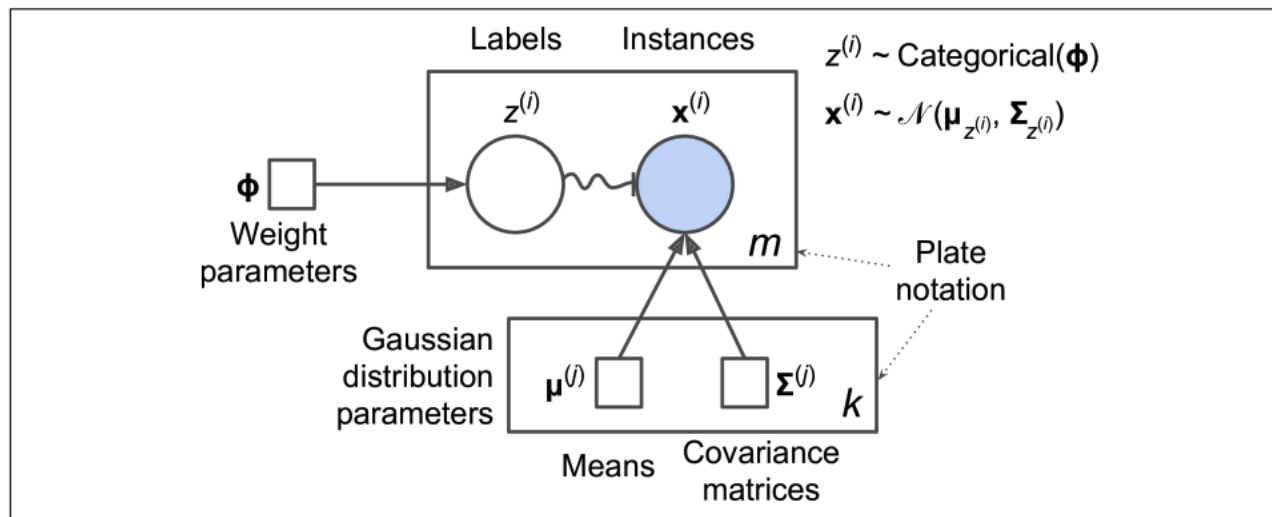 Labels
Instances
z⁽ⁱ⁾ ~ Categorical(ϕ)
z⁽ⁱ⁾
x⁽ⁱ⁾
x⁽ⁱ⁾ ~ 𝒩(μ_z⁽ⁱ⁾, Σ_z⁽ⁱ⁾)
ϕ
Weight
parameters
m
Plate
notation
Gaussian
distribution
parameters
μ⁽ʲ⁾
Σ⁽ʲ⁾
k
Means
Covariance
matrices